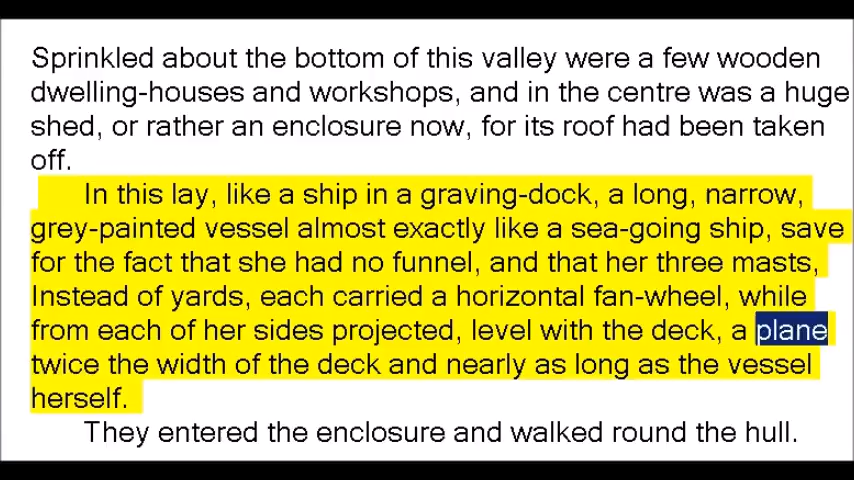 Sprinkled about the bottom of this valley were a few wooden
dwelling-houses and workshops, and in the centre was a huge
shed, or rather an enclosure now, for its roof had been taken
off.
In this lay, like a ship in a graving-dock, a long, narrow,
grey-painted vessel almost exactly like a sea-going ship, save
for the fact that she had no funnel, and that her three masts,
Instead of yards, each carried a horizontal fan-wheel, while
from each of her sides projected, level with the deck, a plane
twice the width of the deck and nearly as long as the vessel
herself.
They entered the enclosure and walked round the hull.